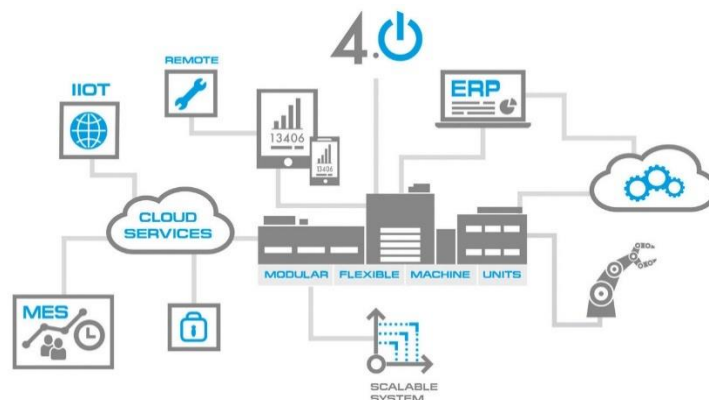 4.0
REMOTE
IIOT
ERP
13406
13406
CLOUD
SERVICES
MODULAR FLEXIBLE MACHINE UNITS
MES
SCALABLE
SYSTEM